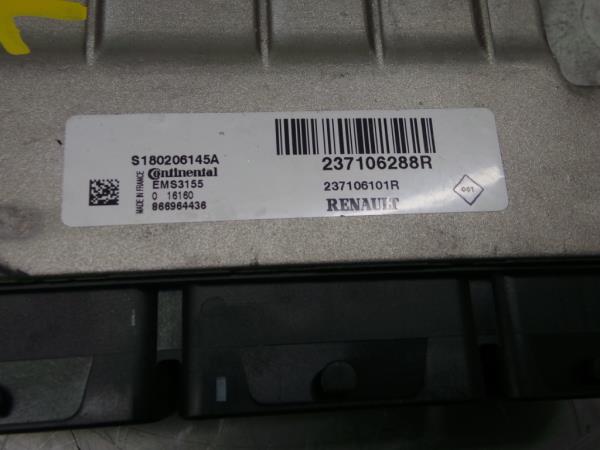 S180206145A
Continental
EMS3155
0 16160
866964436
MADE IN FRANCE
237106288R
237106101R
RENAULT
001